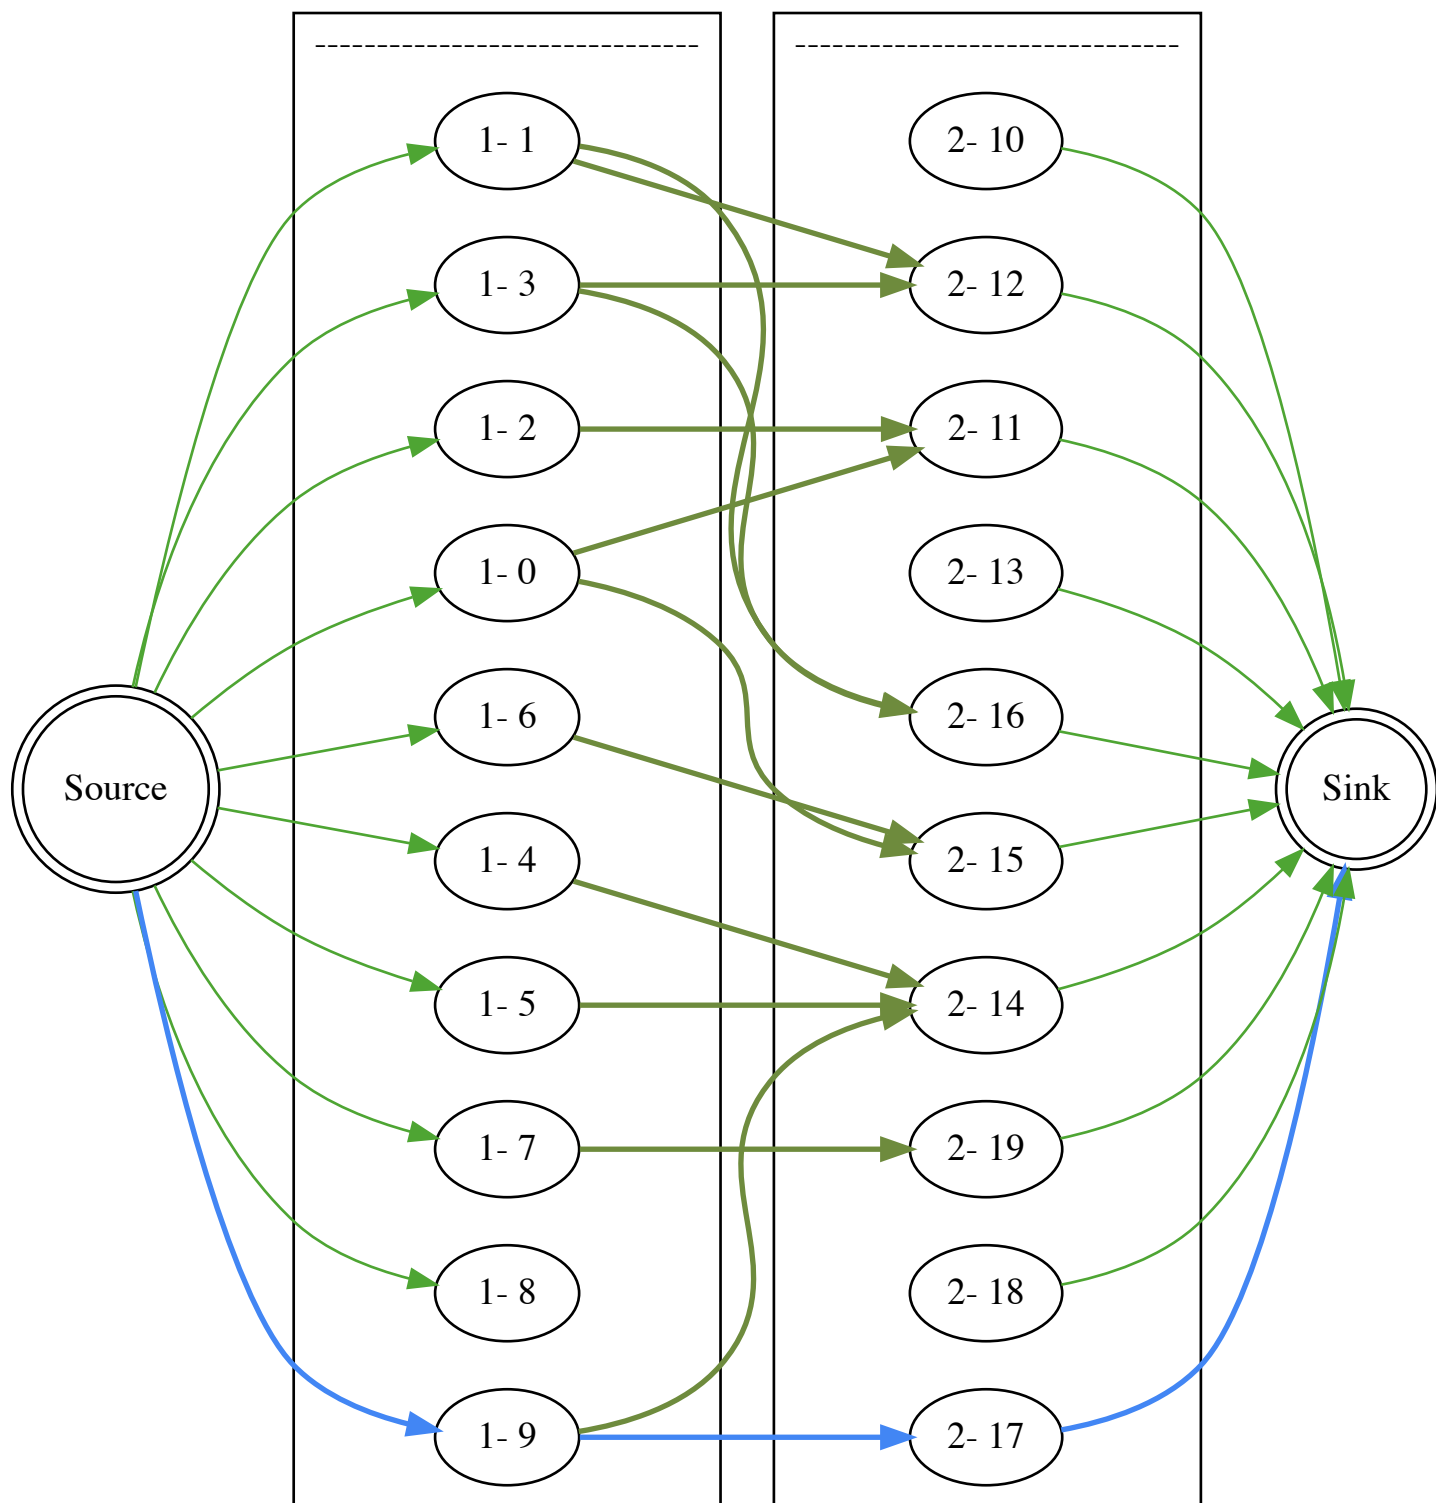 ------------------------------- -------------------------------
1- 1 2- 10
1- 3 2- 12
1- 2 2- 11
1- 0 2- 13
1- 6 2- 16
Source Sink
1- 4 2- 15
1- 5 2- 14
1- 7 2- 19
1- 8 2- 18
1- 9 2- 17